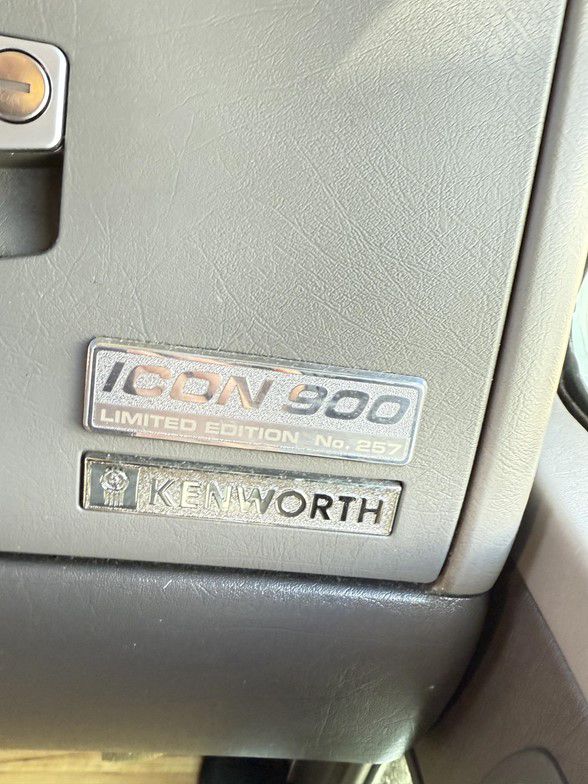 ICON 900
LIMITED EDITION No. 257
KENWORTH